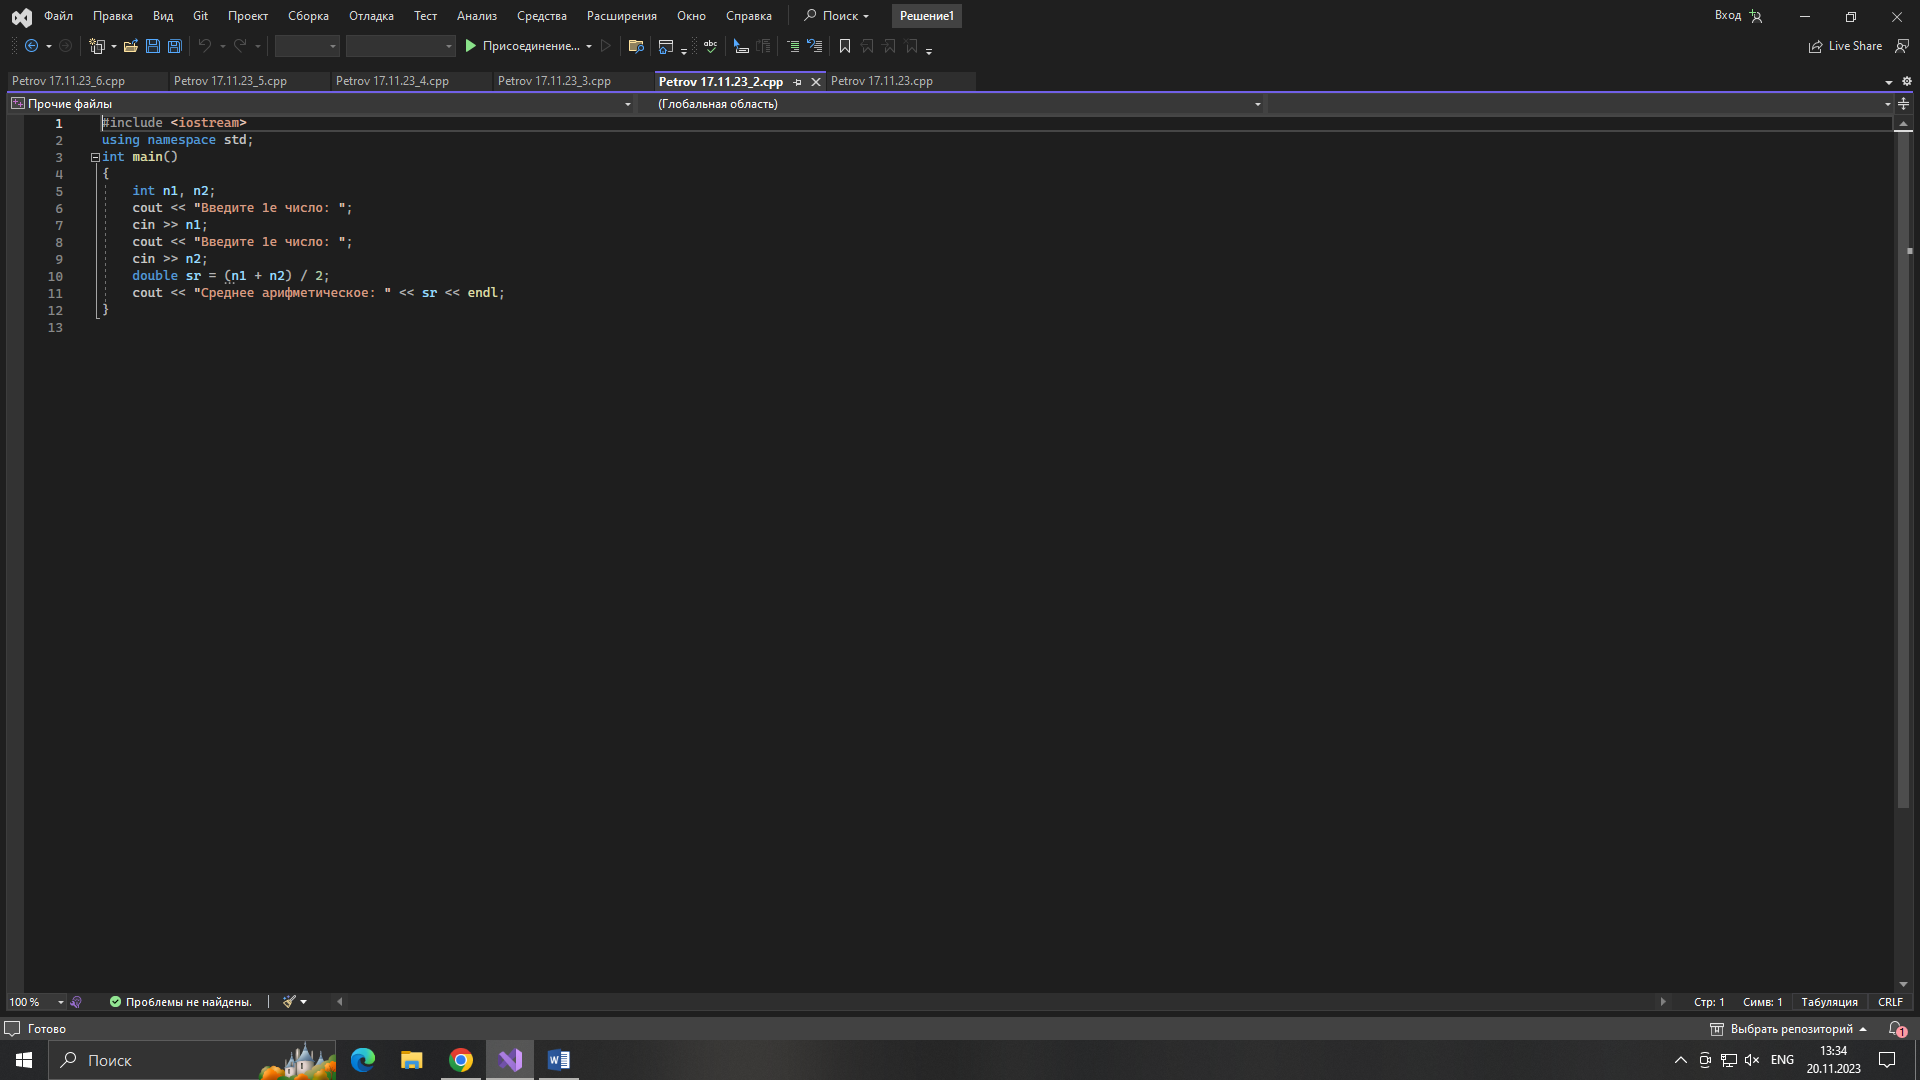 Файл Правка Вид Git Проект Сборка Отладка Тест Анализ Средства Расширения Окно Справка Поиск Решение1 Вход
Присоединение... Live Share
Petrov 17.11.23_6.cpp Petrov 17.11.23_5.cpp Petrov 17.11.23_4.cpp Petrov 17.11.23_3.cpp Petrov 17.11.23_2.cpp Petrov 17.11.23.cpp
Прочие файлы (Глобальная область)
1 #include <iostream>
2 using namespace std;
3 int main()
4 {
5 int n1, n2;
6 cout << "Введите 1е число: ";
7 cin >> n1;
8 cout << "Введите 1е число: ";
9 cin >> n2;
10 double sr = (n1 + n2) / 2;
11 cout << "Среднее арифметическое: " << sr << endl;
12 }
13
100 % Проблемы не найдены. Стр: 1 Симв: 1 Табуляция CRLF
Готово Выбрать репозиторий 1
Поиск ENG 13:34
20.11.2023